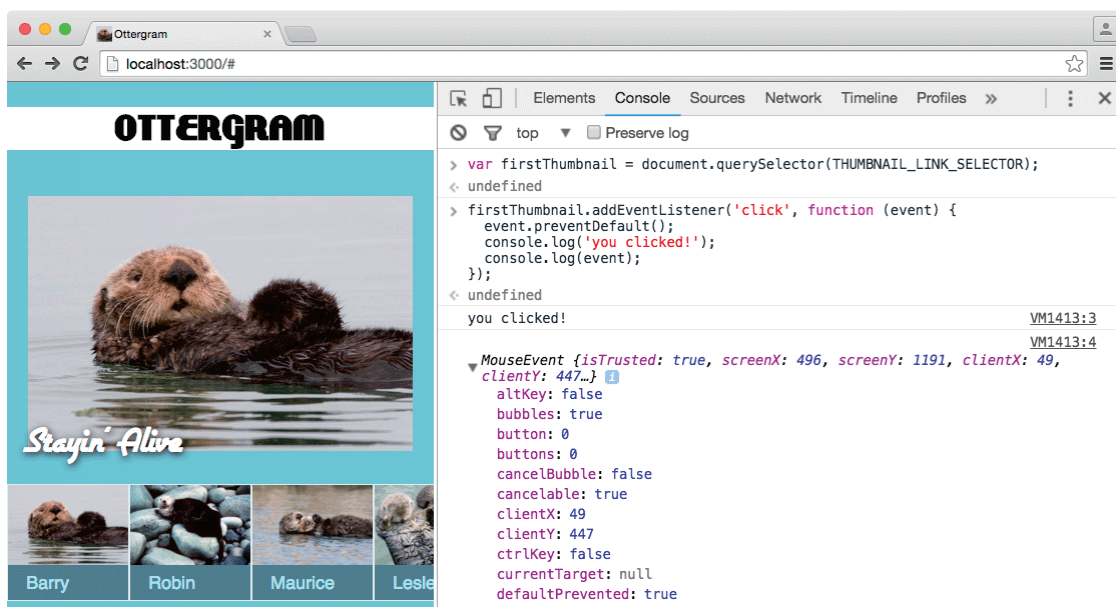 Ottergram
localhost:3000/#
OTTERGRAM
Stayin' Alive
Barry
Robin
Maurice
Lesle
Elements Console Sources Network Timeline Profiles »
top ▼ Preserve log
> var firstThumbnail = document.querySelector(THUMBNAIL_LINK_SELECTOR);
undefined
> firstThumbnail.addEventListener('click', function (event) {
event.preventDefault();
console.log('you clicked!');
console.log(event);
});
undefined
you clicked! VM1413:3
VM1413:4
▼ MouseEvent {isTrusted: true, screenX: 496, screenY: 1191, clientX: 49,
clientY: 447…} i
altKey: false
bubbles: true
button: 0
buttons: 0
cancelBubble: false
cancelable: true
clientX: 49
clientY: 447
ctrlKey: false
currentTarget: null
defaultPrevented: true